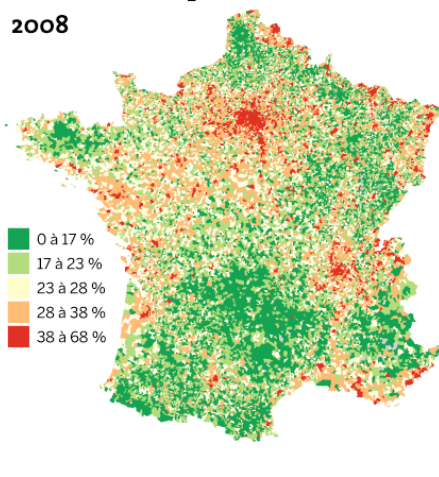 2008
0 à 17 %
17 à 23 %
23 à 28 %
28 à 38 %
38 à 68 %